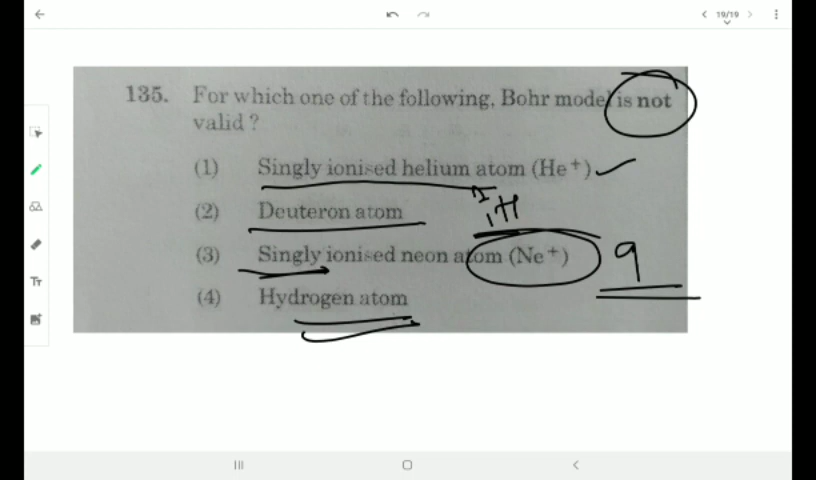 19/19
135. For which one of the following, Bohr model is not
valid ?
(1) Singly ionised helium atom (He+)
(2) Deuteron atom
(3) Singly ionised neon atom (Ne+) 9
(4) Hydrogen atom
Tт